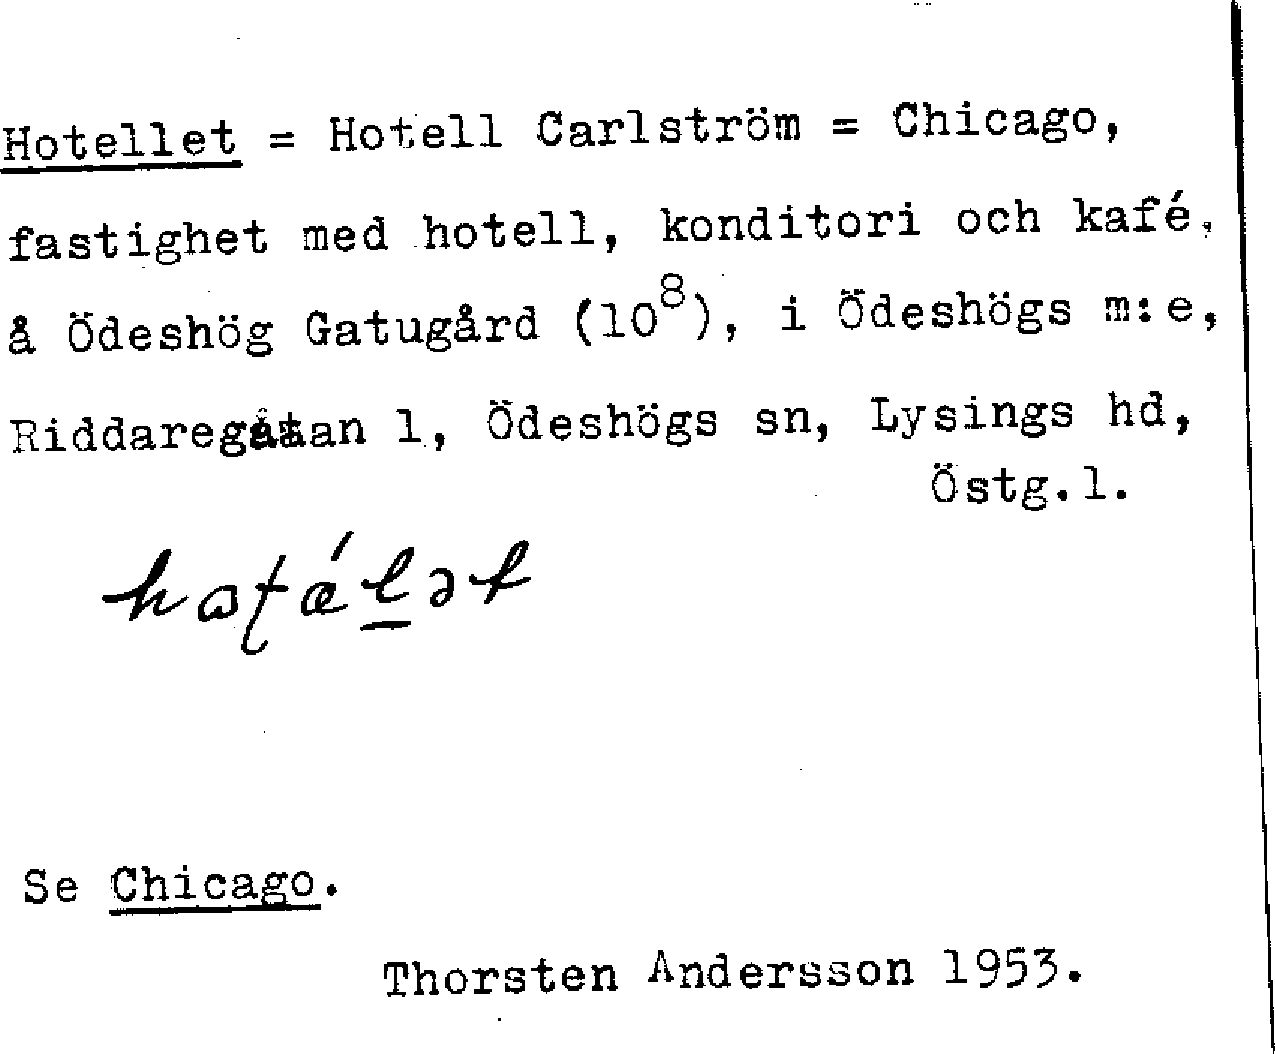 Hotellet = Hotell Carlström = Chicago,
fastighet med hotell, konditori och kafé,
å Ödeshög Gatugård (10⁸), i Ödeshögs m:e,
Riddaregatan 1, Ödeshögs sn, Lysings hd,
Östg.l.
Se Chicago.
Thorsten Andersson 1953.